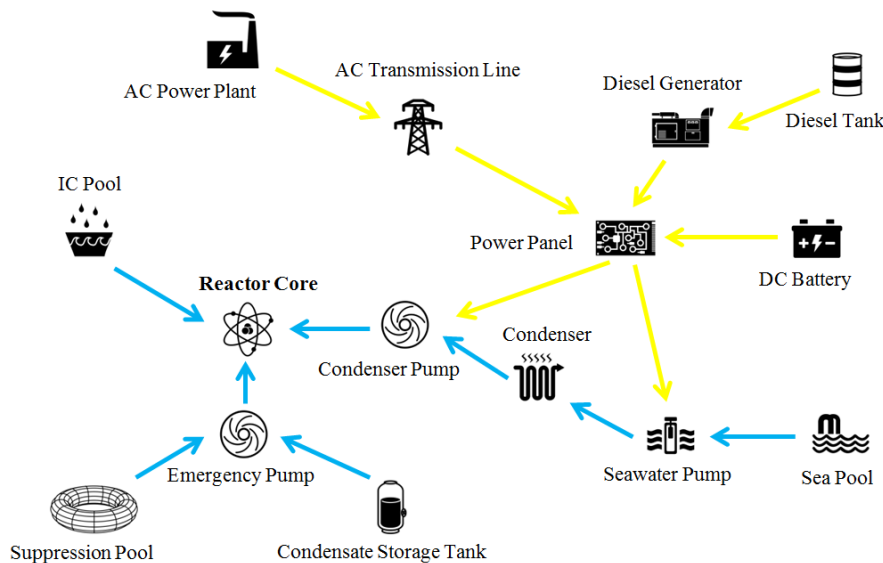 AC Transmission Line
Diesel Generator
AC Power Plant
Diesel Tank
IC Pool
Power Panel
DC Battery
Reactor Core
Condenser
Condenser Pump
Emergency Pump
Seawater Pump
Sea Pool
Suppression Pool
Condensate Storage Tank